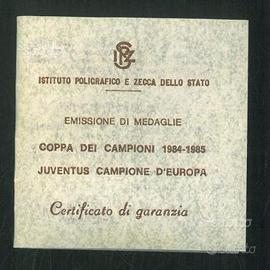 ISTITUTO POLIGRAFICO E ZECCA DELLO STATO
EMISSIONE DI MEDAGLIE
COPPA DEI CAMPIONI 1984-1985
JUVENTUS CAMPIONE D'EUROPA
Certificato di garanzia